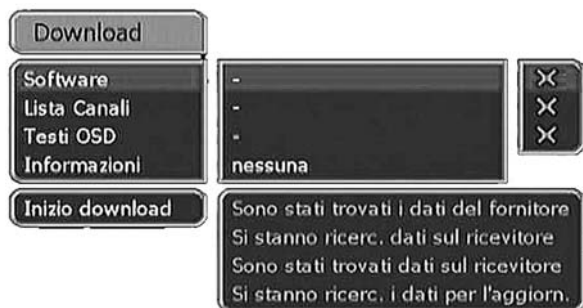 Download
Software - ✕
Lista Canali - ✕
Testi OSD - ✕
Informazioni nessuna
Inizio download
Sono stati trovati i dati del fornitore
Si stanno ricerc. dati sul ricevitore
Sono stati trovati dati sul ricevitore
Si stanno ricerc. i dati per l'aggiorn.